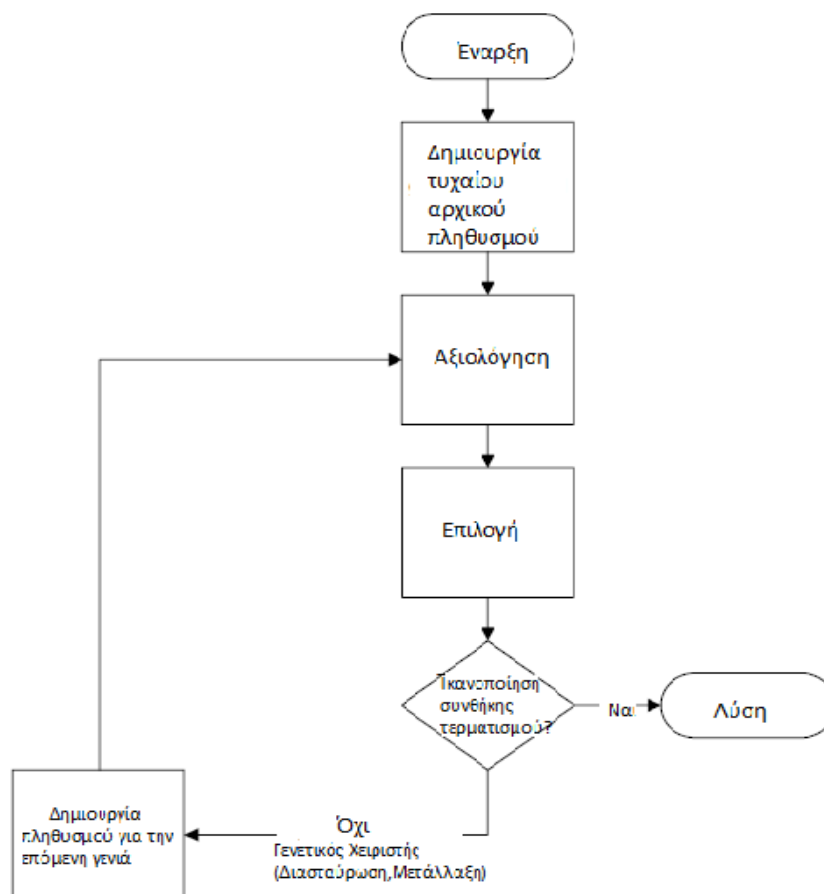 Έναρξη
Δημιουργία
τυχαίου
αρχικού
πληθυσμού
Αξιολόγηση
Επιλογή
Ικανοποίηση
συνθήκης
τερματισμού?
Ναι
Λύση
Όχι
Γενετικός Χειριστής
(Διασταύρωση,Μετάλλαξη)
Δημιουργία
πληθυσμού για την
επόμενη γενιά